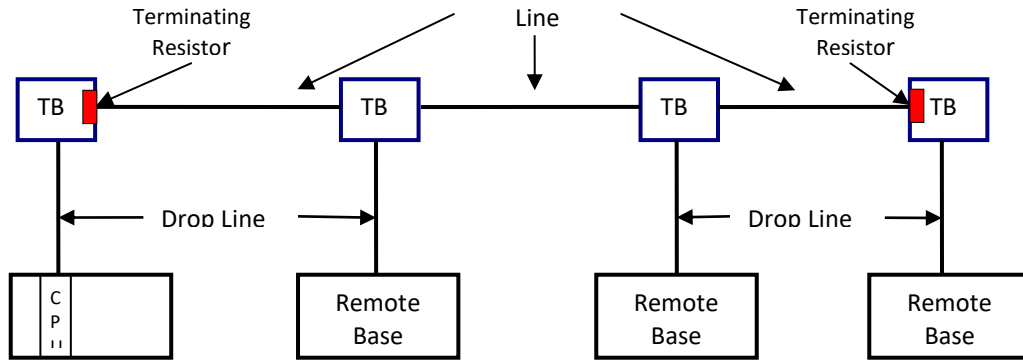 Terminating
Resistor
Line
Terminating
Resistor
TB
TB
TB
TB
Drop Line
Drop Line
C
P
Remote
Base
Remote
Base
Remote
Base